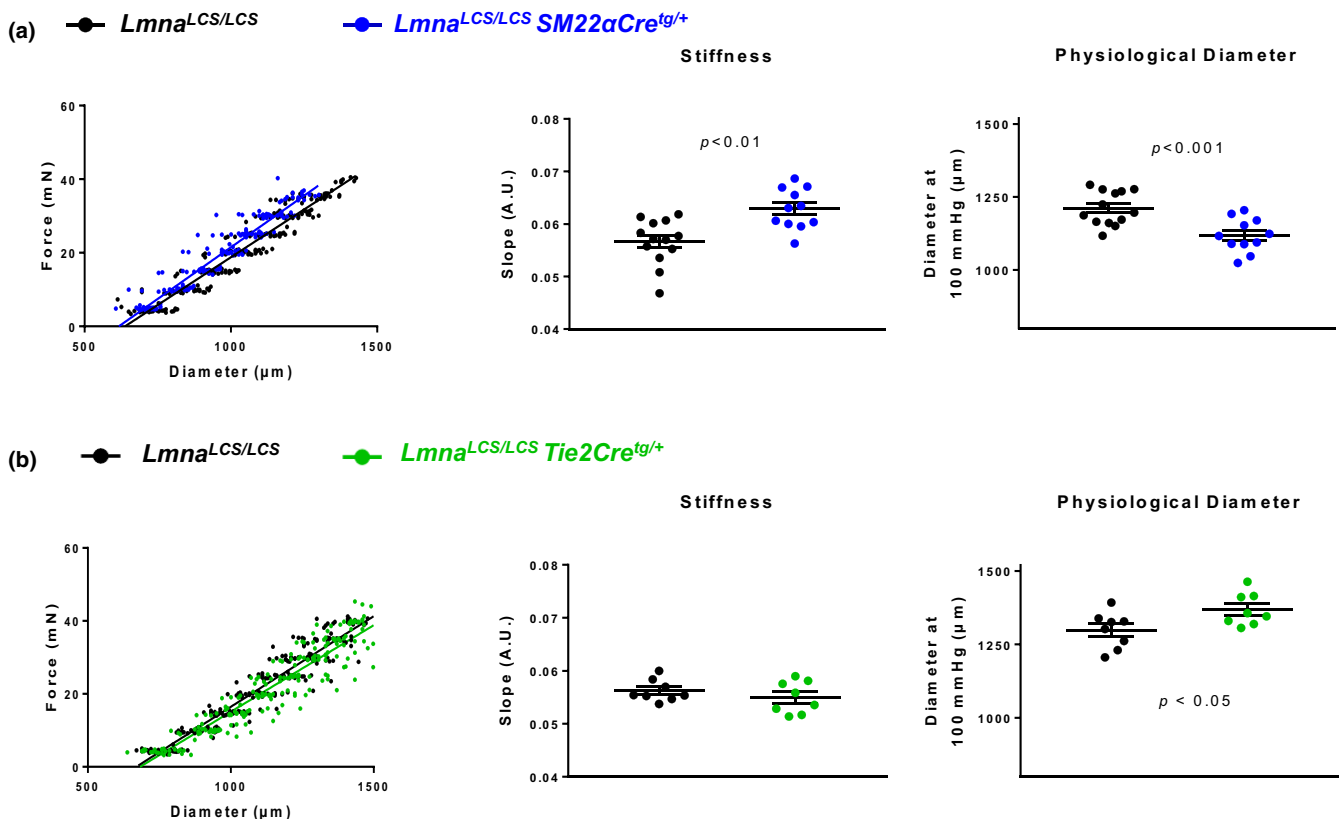 (a)
Lmna^LCS/LCS
Lmna^LCS/LCS SM22αCre^tg/+
Stiffness
Physiological Diameter
60
40
20
0
Force (mN)
500
1000
1500
Diameter (µm)
0.08
0.07
0.06
0.05
0.04
Slope (A.U.)
p<0.01
1500
1250
1000
Diameter at
100 mmHg (µm)
p<0.001
(b)
Lmna^LCS/LCS
Lmna^LCS/LCS Tie2Cre^tg/+
Stiffness
Physiological Diameter
60
40
20
0
Force (mN)
500
1000
1500
Diameter (µm)
0.08
0.07
0.06
0.05
0.04
Slope (A.U.)
1500
1250
1000
Diameter at
100 mmHg (µm)
p < 0.05